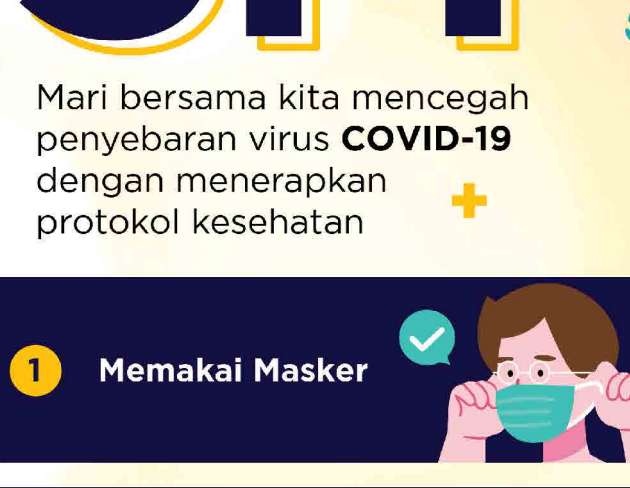 Mari bersama kita mencegah
penyebaran virus COVID-19
dengan menerapkan
protokol kesehatan
1 Memakai Masker